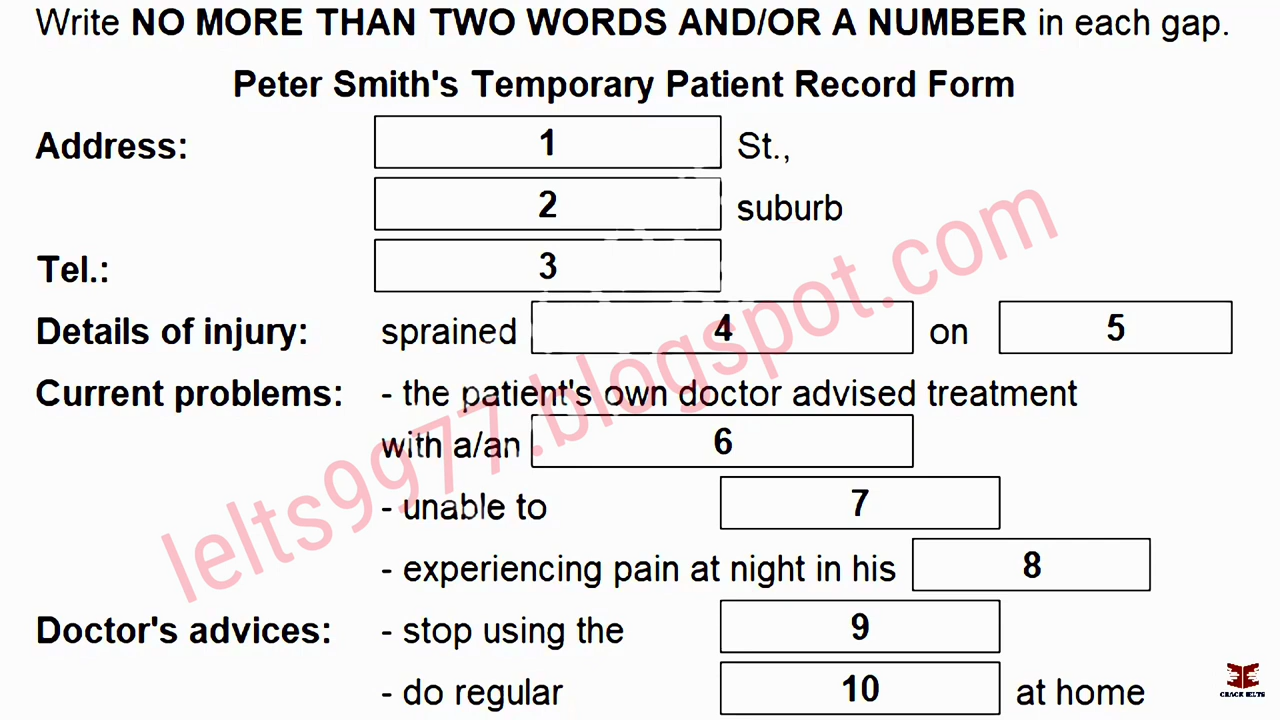 Write NO MORE THAN TWO WORDS AND/OR A NUMBER in each gap.
Peter Smith's Temporary Patient Record Form
Address: 1 St.,
2 suburb
Tel.: 3
Details of injury: sprained 4 on 5
Current problems: - the patient's own doctor advised treatment
with a/an 6
- unable to 7
- experiencing pain at night in his 8
Doctor's advices: - stop using the 9
- do regular 10 at home
Ielts9977.blogspot.com
CRACK IELTS